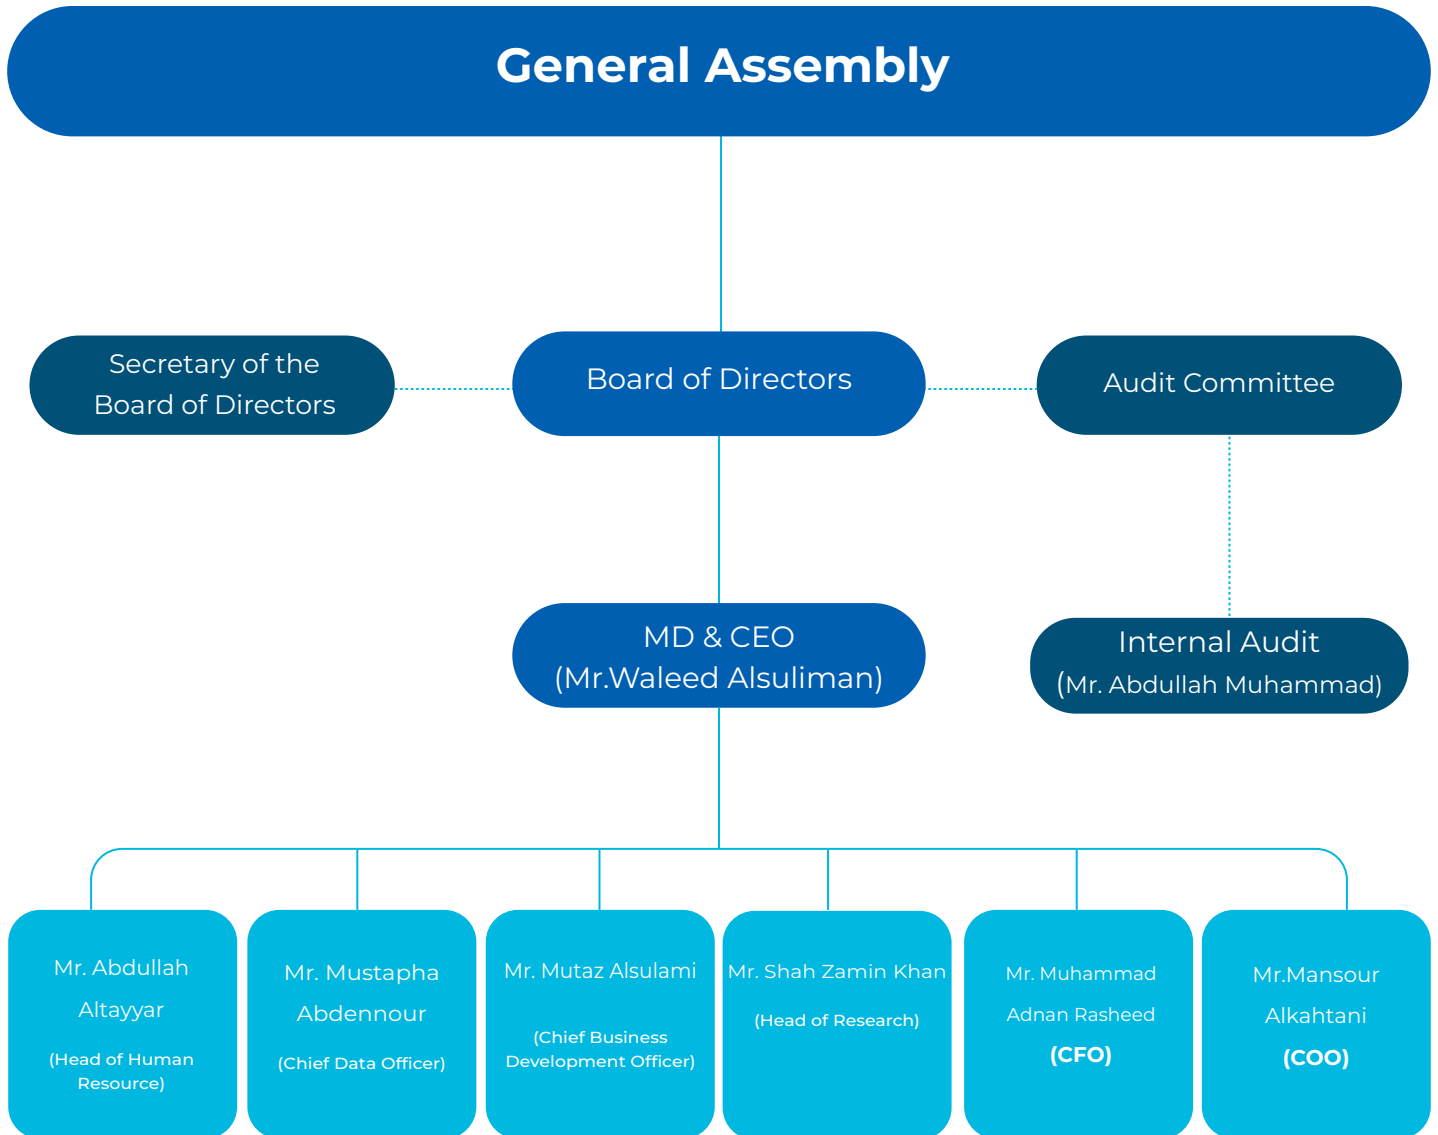 General Assembly
Secretary of the
Board of Directors
Board of Directors
Audit Committee
MD & CEO
(Mr.Waleed Alsuliman)
Internal Audit
(Mr. Abdullah Muhammad)
Mr. Abdullah
Altayyar
(Head of Human
Resource)
Mr. Mustapha
Abdennour
(Chief Data Officer)
Mr. Mutaz Alsulami
(Chief Business
Development Officer)
Mr. Shah Zamin Khan
(Head of Research)
Mr. Muhammad
Adnan Rasheed
(CFO)
Mr.Mansour
Alkahtani
(COO)